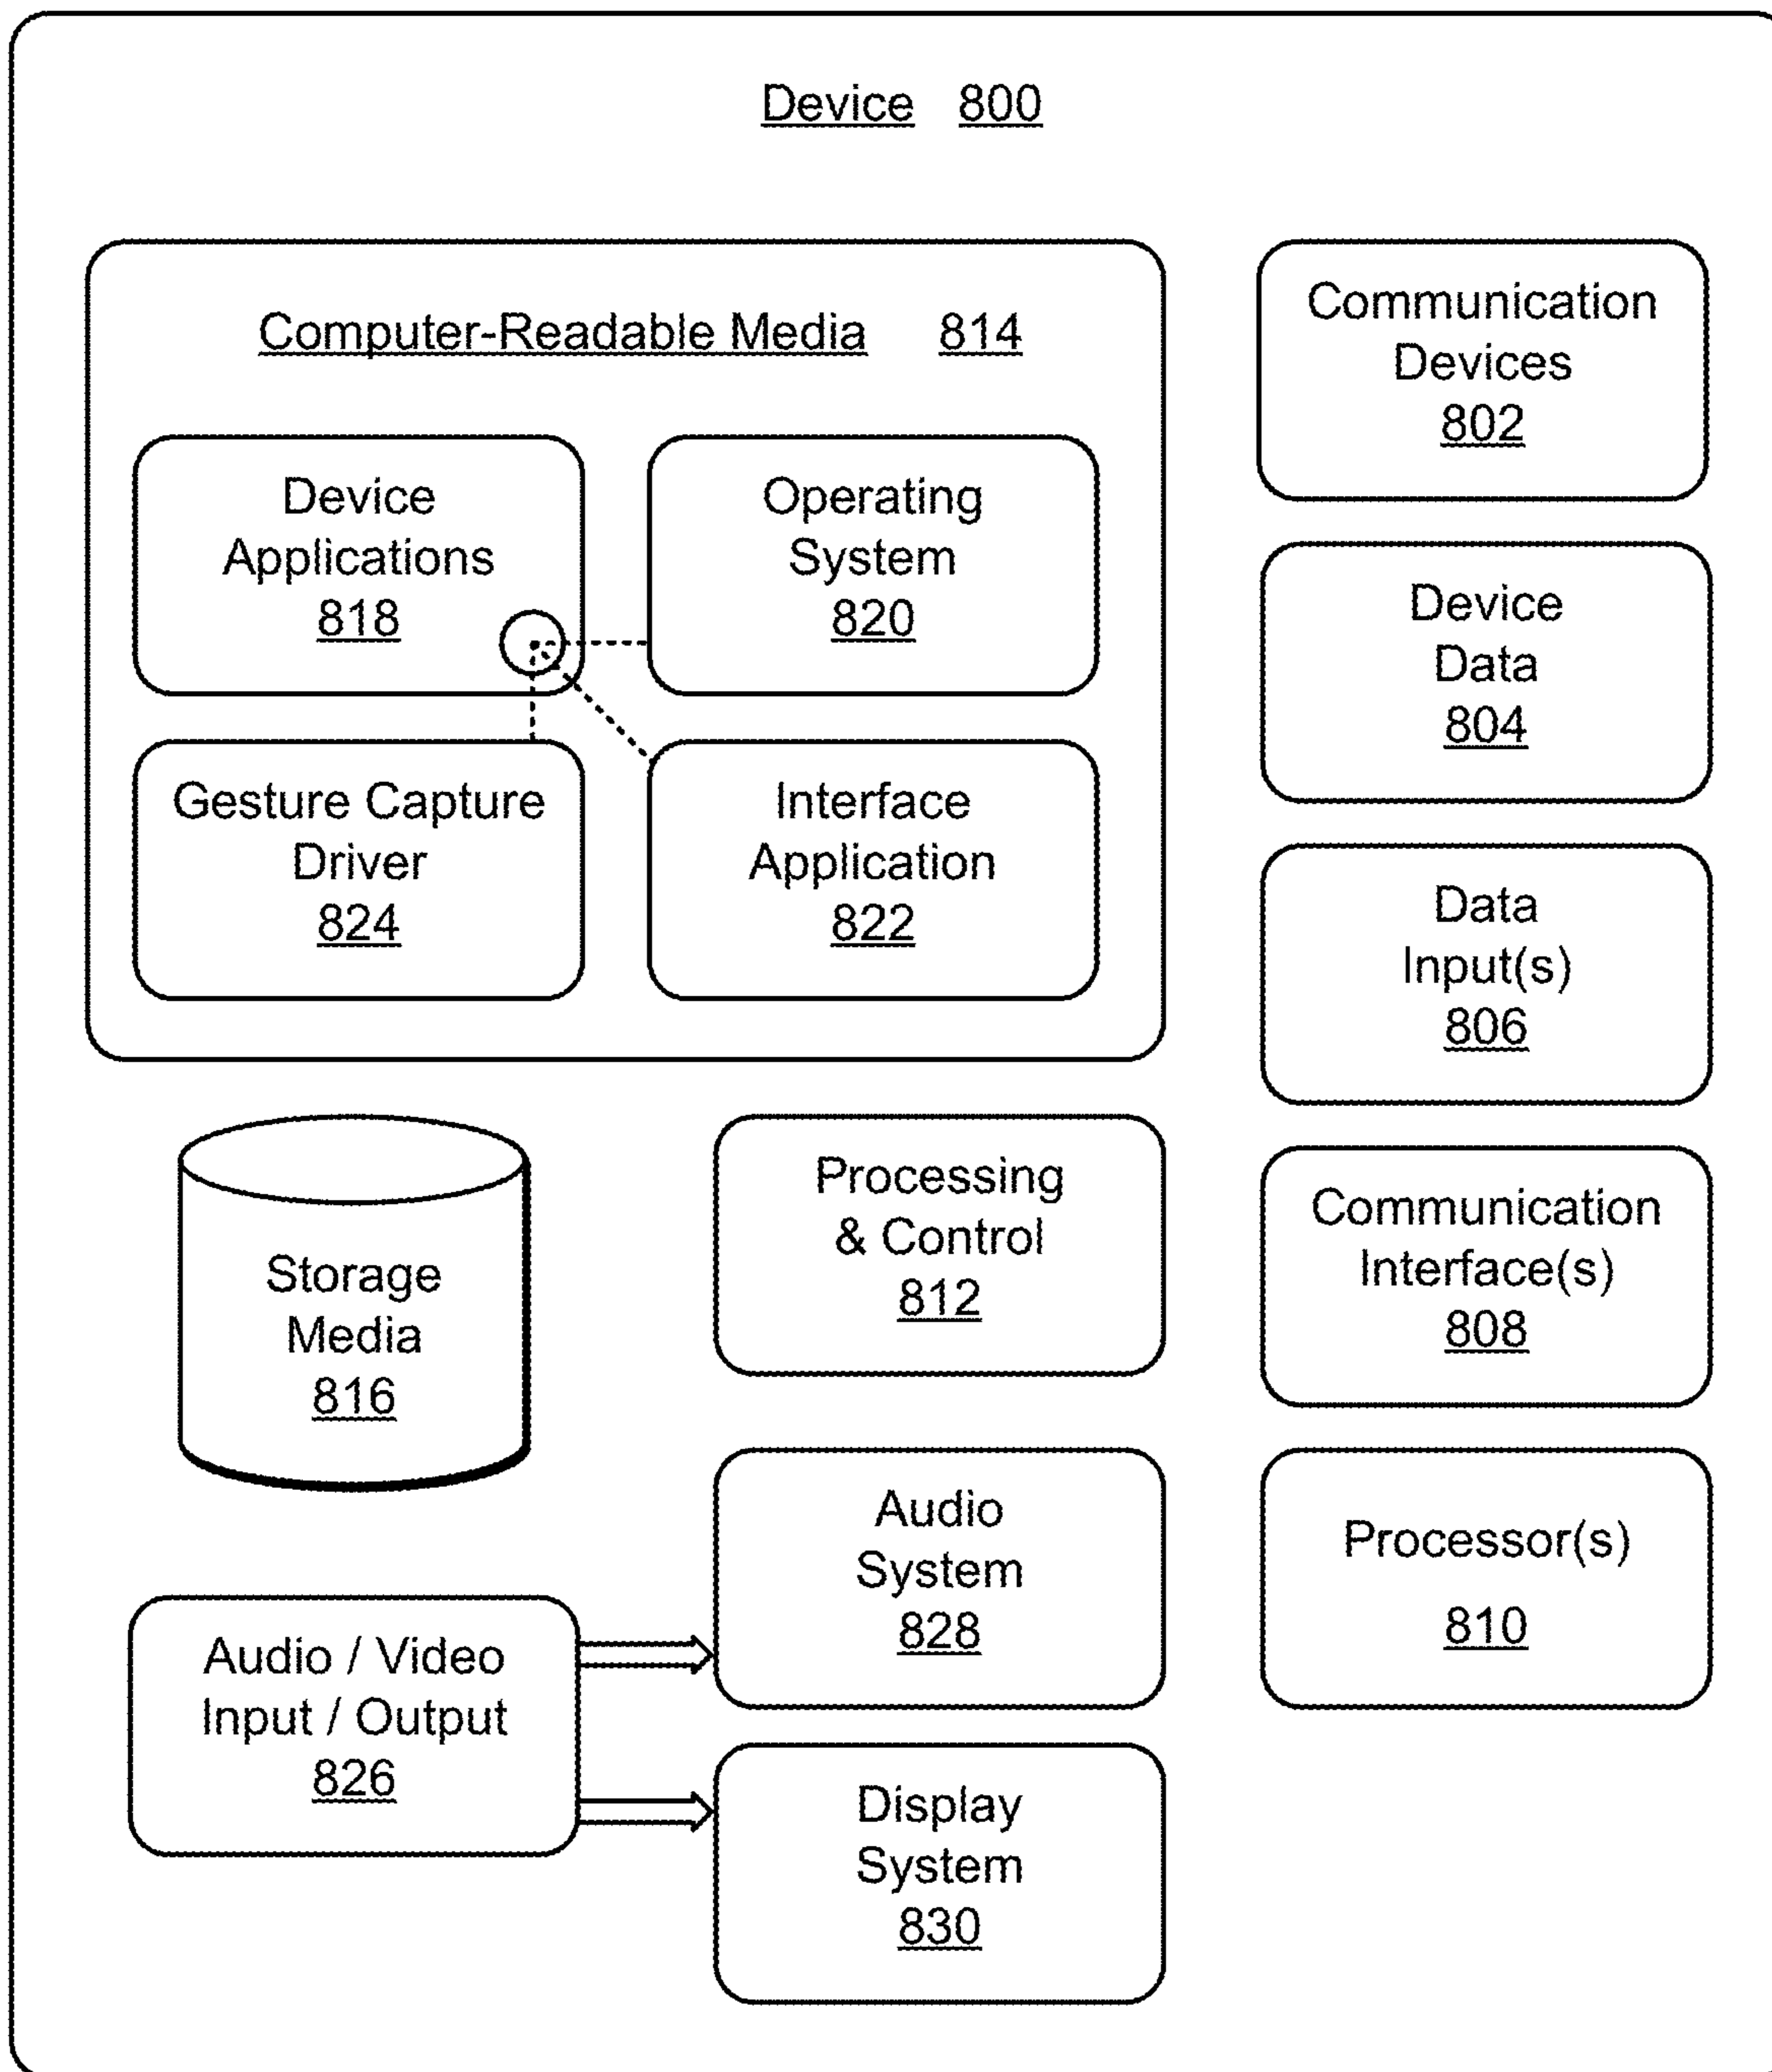 Device 800
Computer-Readable Media 814
Device
Applications
818
Operating
System
820
Gesture Capture
Driver
824
Interface
Application
822
Communication
Devices
802
Device
Data
804
Data
Input(s)
806
Communication
Interface(s)
808
Processor(s)
810
Storage
Media
816
Processing
& Control
812
Audio / Video
Input / Output
826
Audio
System
828
Display
System
830